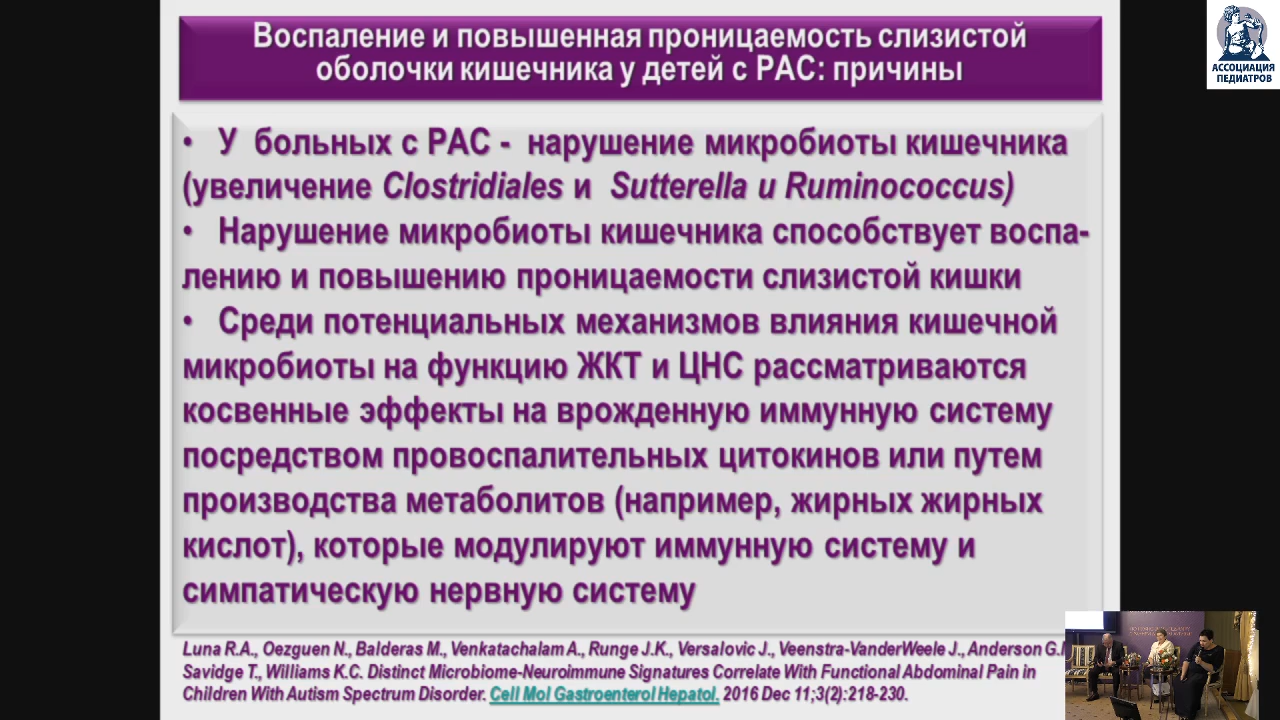 Воспаление и повышенная проницаемость слизистой
оболочки кишечника у детей с РАС: причины
АССОЦИАЦИЯ
ПЕДИАТРОВ
• У больных с РАС - нарушение микробиоты кишечника
(увеличение Clostridiales и Sutterella и Ruminococcus)
• Нарушение микробиоты кишечника способствует воспа-
лению и повышению проницаемости слизистой кишки
• Среди потенциальных механизмов влияния кишечной
микробиоты на функцию ЖКТ и ЦНС рассматриваются
косвенные эффекты на врожденную иммунную систему
посредством провоспалительных цитокинов или путем
производства метаболитов (например, жирных жирных
кислот), которые модулируют иммунную систему и
симпатическую нервную систему
Luna R.A., Oezguen N., Balderas M., Venkatachalam A., Runge J.K., Versalovic J., Veenstra-VanderWeele J., Anderson G.
Savidge T., Williams K.C. Distinct Microbiome-Neuroimmune Signatures Correlate With Functional Abdominal Pain in
Children With Autism Spectrum Disorder. Cell Mol Gastroenterol Hepatol. 2016 Dec 11;3(2):218-230.